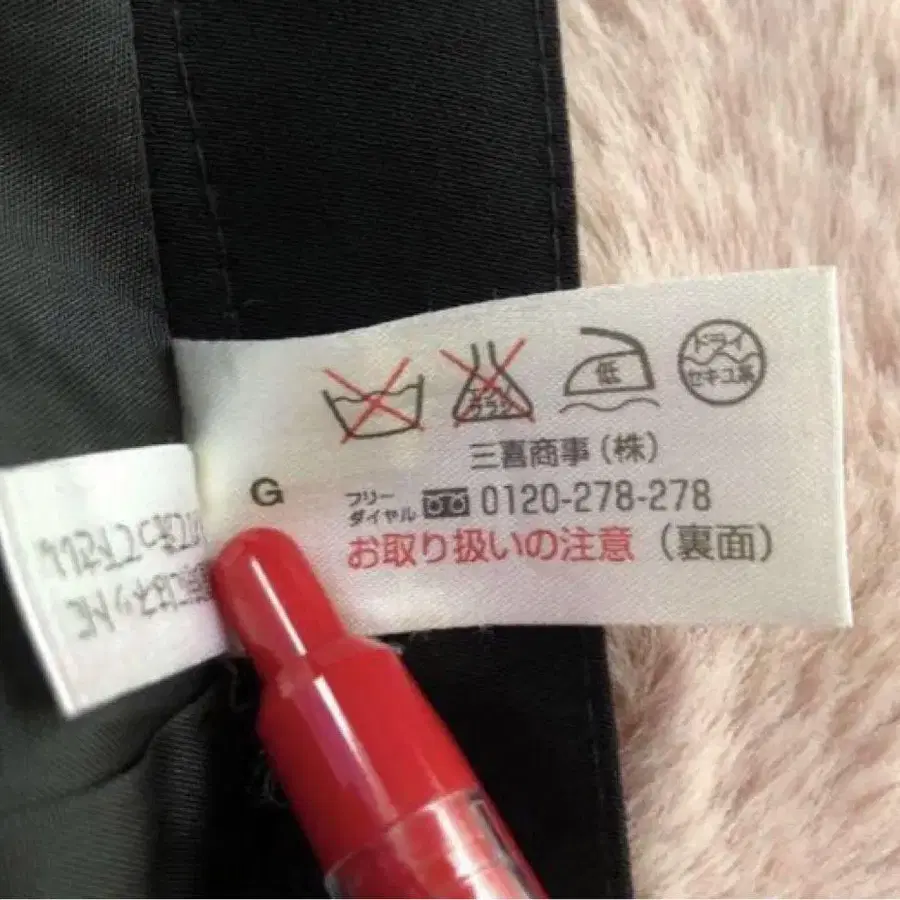 低
ドライ
セキユ系
三喜商事(株)
G
フリー
ダイヤル 0120-278-278
お取り扱いの注意(裏面)